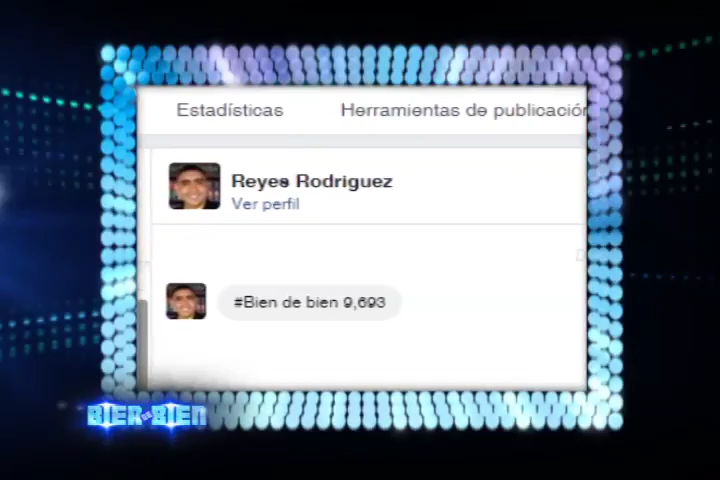 Estadísticas Herramientas de publicación
Reyes Rodriguez
Ver perfil
#Bien de bien 9,693
BIEN DE BIEN